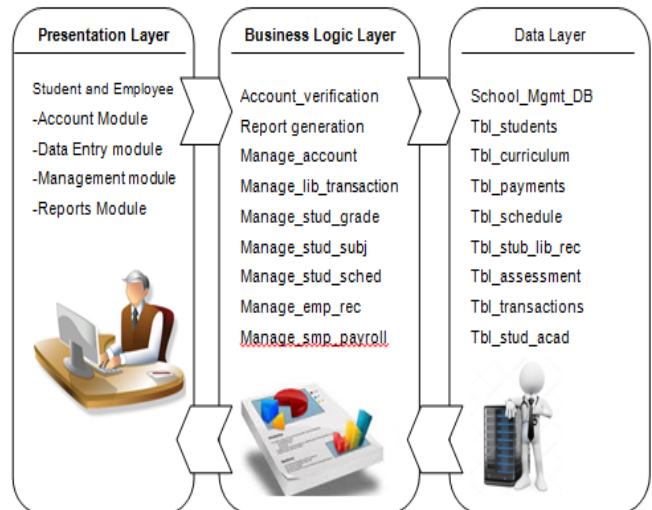 Presentation Layer
Student and Employee
-Account Module
-Data Entry module
-Management module
-Reports Module
Business Logic Layer
Account_verification
Report generation
Manage_account
Manage_lib_transaction
Manage_stud_grade
Manage_stud_subj
Manage_stud_sched
Manage_emp_rec
Manage_smp_payroll
Data Layer
School_Mgmt_DB
Tbl_students
Tbl_curriculum
Tbl_payments
Tbl_schedule
Tbl_stub_lib_rec
Tbl_assessment
Tbl_transactions
Tbl_stud_acad